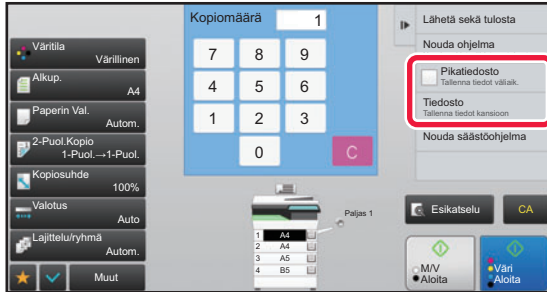 Kopiomäärä
1
7
8
9
4
5
6
1
2
3
0
C
Väritila
Värillinen
Alkup.
A4
Paperin Val.
Autom.
2-Puol.Kopio
1-Puol.→1-Puol.
Kopiosuhde
100%
Valotus
Auto
Lajittelu/ryhmä
Autom.
Muut
Paljas 1
1 A4
2 A4
3 A5
4 B5
Lähetä sekä tulosta
Nouda ohjelma
Pikatiedosto
Tallenna tiedot väliaik.
Tiedosto
Tallenna tiedot kansioon
Nouda säästöohjelma
Esikatselu
CA
M/V
Aloita
Väri
Aloita